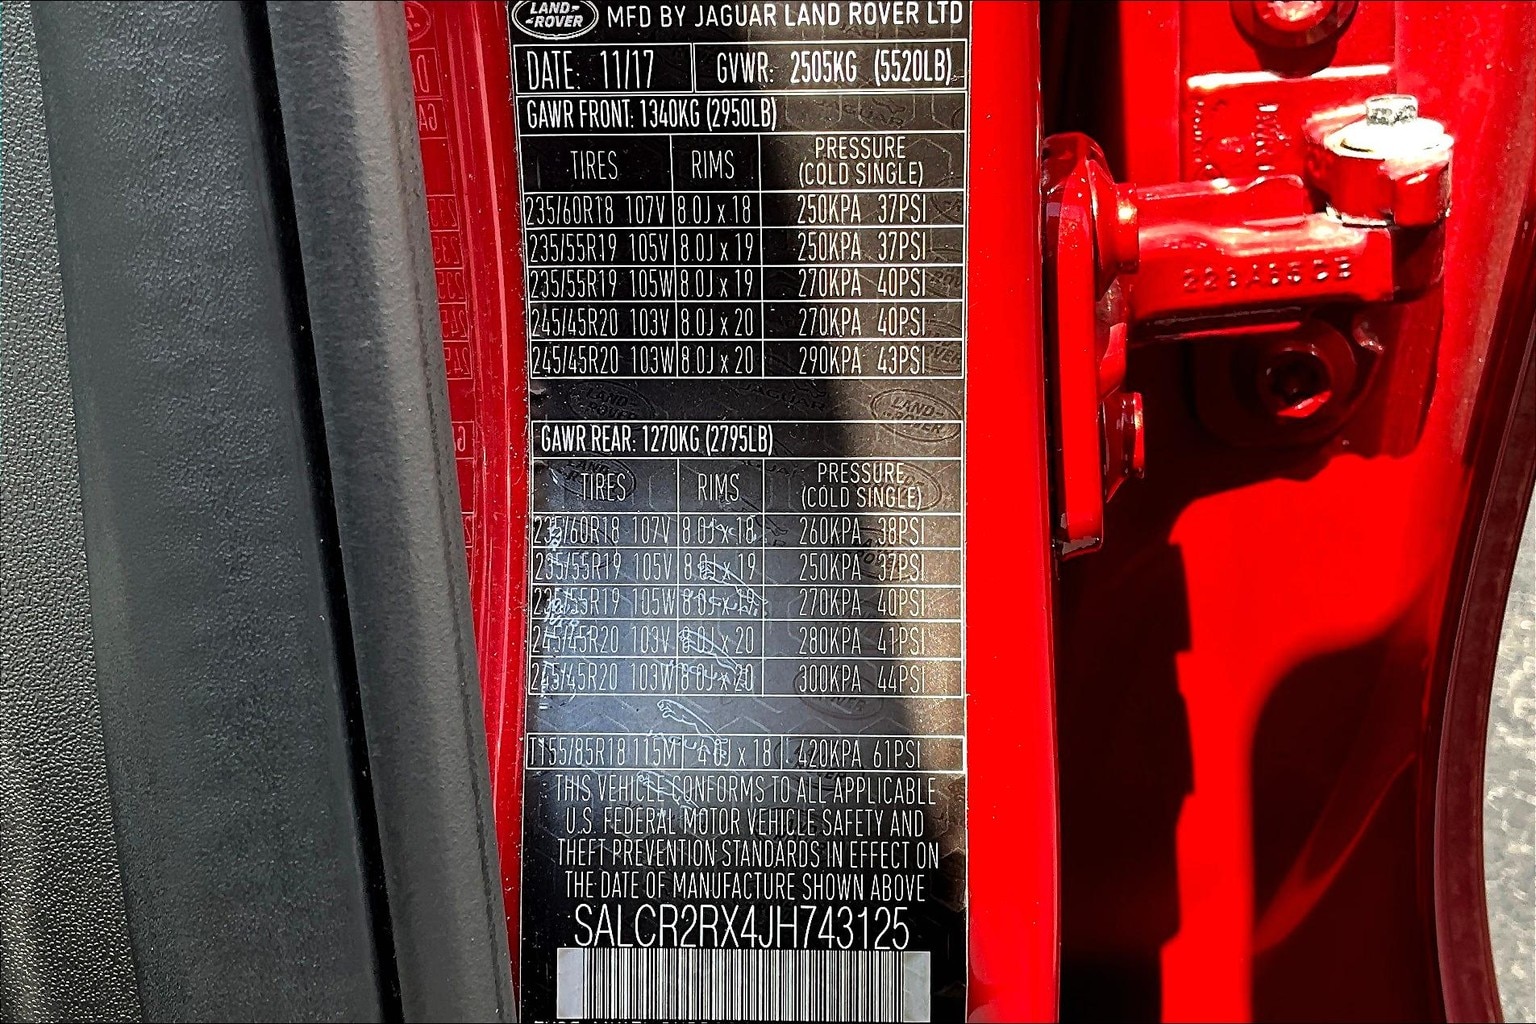 LAND-ROVER MFD BY JAGUAR LAND ROVER LTD
DATE: 11/17 GVWR: 2505KG (5520LB)
GAWR FRONT: 1340KG (2950LB)
TIRES RIMS PRESSURE (COLD SINGLE)
235/60R18 107V 8.0J x 18 250KPA 37PSI
235/55R19 105V 8.0J x 19 250KPA 37PSI
235/55R19 105W 8.0J x 19 270KPA 40PSI
245/45R20 103V 8.0J x 20 270KPA 40PSI
245/45R20 103W 8.0J x 20 290KPA 43PSI
GAWR REAR: 1270KG (2795LB)
TIRES RIMS PRESSURE (COLD SINGLE)
235/60R18 107V 8.0J x 18 260KPA 38PSI
235/55R19 105V 8.0J x 19 250KPA 37PSI
235/55R19 105W 8.0J x 19 270KPA 40PSI
245/45R20 103V 8.0J x 20 280KPA 41PSI
245/45R20 103W 8.0J x 20 300KPA 44PSI
T155/85R18 115M 4.0J x 18 420KPA 61PSI
THIS VEHICLE CONFORMS TO ALL APPLICABLE
U.S. FEDERAL MOTOR VEHICLE SAFETY AND
THEFT PREVENTION STANDARDS IN EFFECT ON
THE DATE OF MANUFACTURE SHOWN ABOVE
SALCR2RX4JH743125